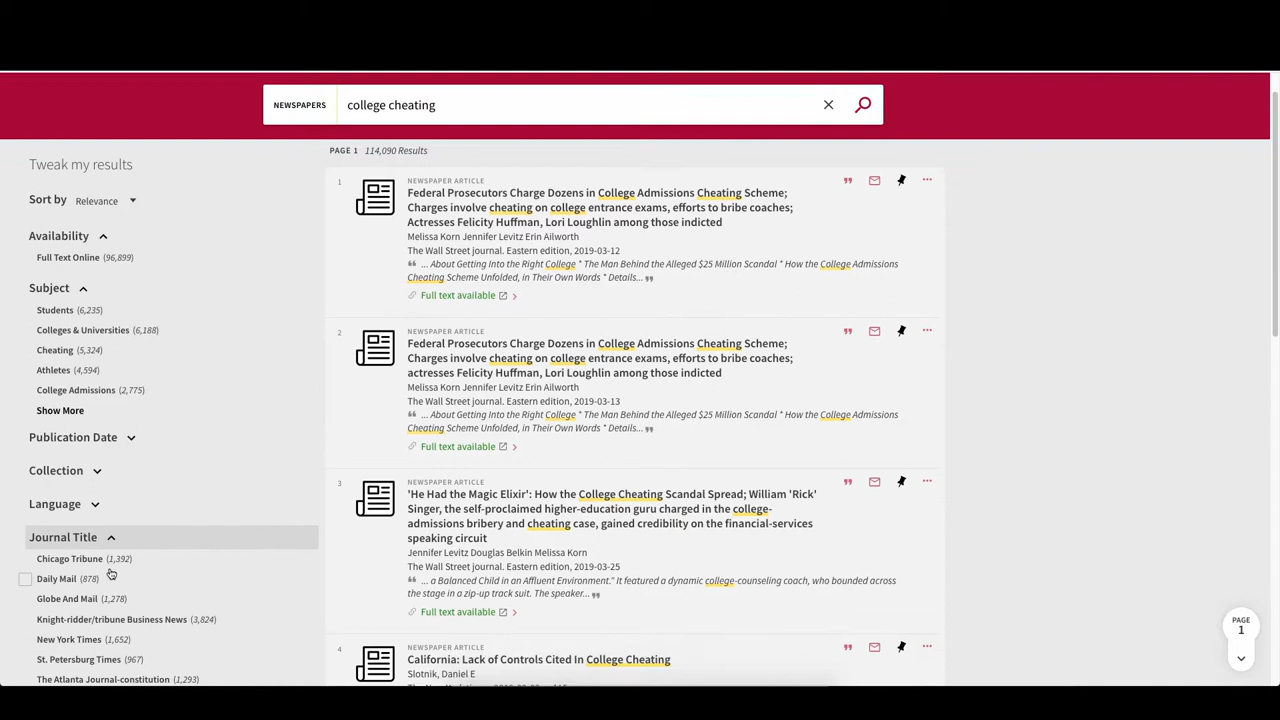 NEWSPAPERS
college cheating
Tweak my results
Sort by Relevance
Availability
Full Text Online (96,899)
Subject
Students (6,235)
Colleges & Universities (6,188)
Cheating (5,324)
Athletes (4,594)
College Admissions (2,775)
Show More
Publication Date
Collection
Language
Journal Title
Chicago Tribune (1,392)
Daily Mail (878)
Globe And Mail (1,278)
Knight-ridder/tribune Business News (3,824)
New York Times (1,652)
St. Petersburg Times (967)
The Atlanta Journal-constitution (1,293)
PAGE 1 114,090 Results
1
NEWSPAPER ARTICLE
Federal Prosecutors Charge Dozens in College Admissions Cheating Scheme;
Charges involve cheating on college entrance exams, efforts to bribe coaches;
Actresses Felicity Huffman, Lori Loughlin among those indicted
Melissa Korn Jennifer Levitz Erin Ailworth
The Wall Street journal. Eastern edition, 2019-03-12
❝ ... About Getting Into the Right College * The Man Behind the Alleged $25 Million Scandal * How the College Admissions
Cheating Scheme Unfolded, in Their Own Words * Details... ❞
Full text available
2
NEWSPAPER ARTICLE
Federal Prosecutors Charge Dozens in College Admissions Cheating Scheme;
Charges involve cheating on college entrance exams, efforts to bribe coaches;
actresses Felicity Huffman, Lori Loughlin among those indicted
Melissa Korn Jennifer Levitz Erin Ailworth
The Wall Street journal. Eastern edition, 2019-03-13
❝ ... About Getting Into the Right College * The Man Behind the Alleged $25 Million Scandal * How the College Admissions
Cheating Scheme Unfolded, in Their Own Words * Details... ❞
Full text available
3
NEWSPAPER ARTICLE
'He Had the Magic Elixir': How the College Cheating Scandal Spread; William 'Rick'
Singer, the self-proclaimed higher-education guru charged in the college-
admissions bribery and cheating case, gained credibility on the financial-services
speaking circuit
Jennifer Levitz Douglas Belkin Melissa Korn
The Wall Street journal. Eastern edition, 2019-03-25
❝ ... a Balanced Child in an Affluent Environment." It featured a dynamic college-counseling coach, who bounded across
the stage in a zip-up track suit. The speaker... ❞
Full text available
4
NEWSPAPER ARTICLE
California: Lack of Controls Cited In College Cheating
Slotnik, Daniel E
PAGE
1